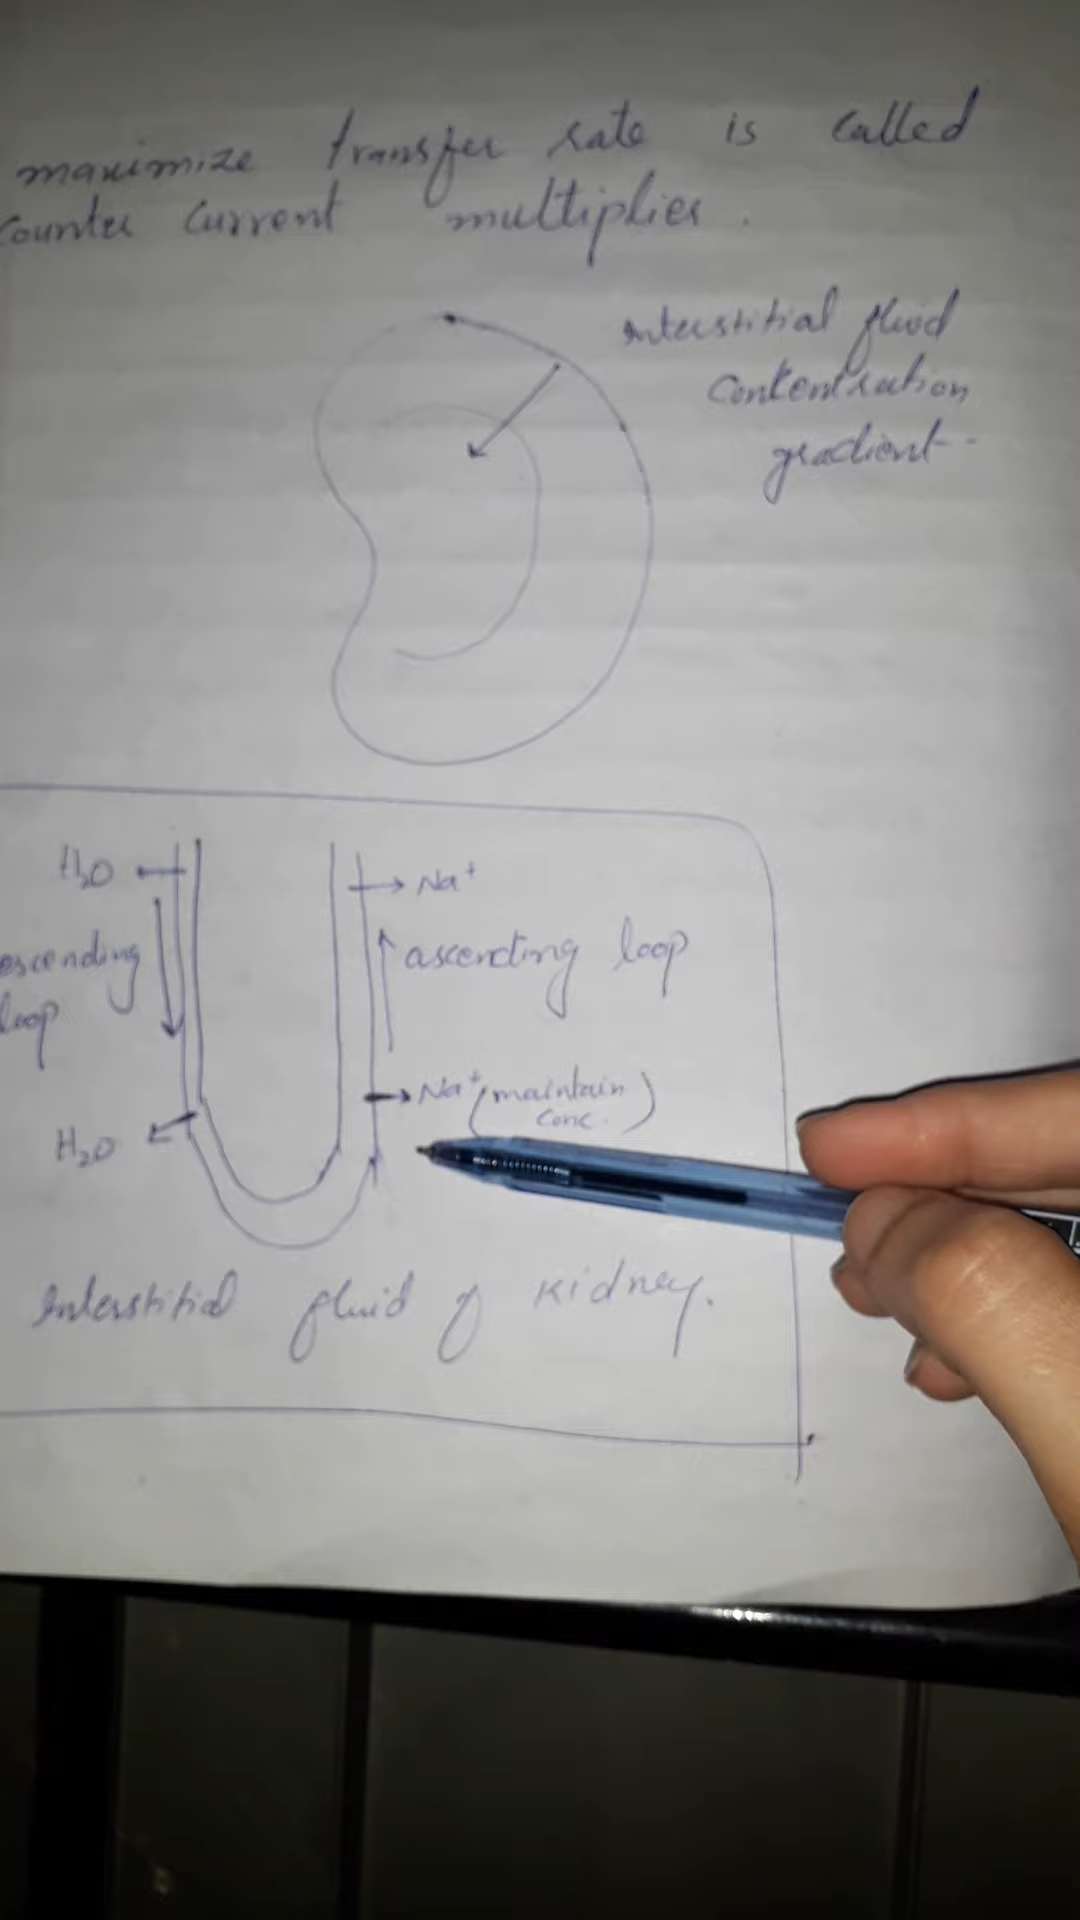 maximize transfer rate is called
counter current multiplier.
interstitial fluid
concentration
gradient
H₂O
Na⁺
escending
loop
ascending loop
Na⁺ (maintain
conc.)
H₂O
Interstitial fluid of kidney.